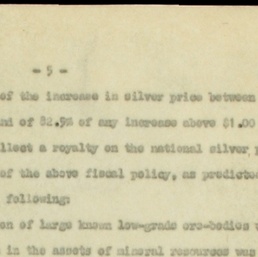 - 5 -
of the increase in silver price between
and of 82.5% of any increase above $1.00
llect a royalty on the national silver
of the above fiscal policy, as predicted
following:
on of large known low-grade ore-bodies
in the assets of mineral resources was